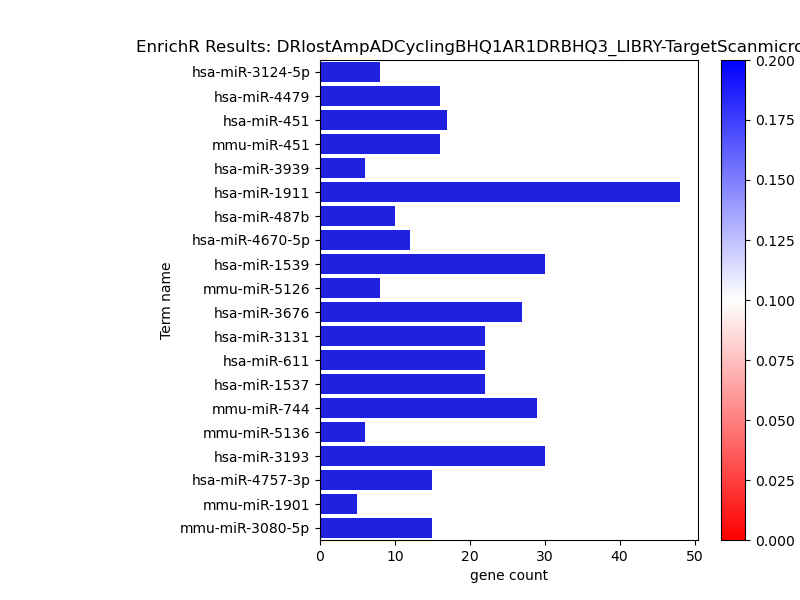 EnrichR Results: DRlostAmpADCyclingBHQ1AR1DRBHQ3_LIBRY-TargetScanmicro
hsa-miR-3124-5p
hsa-miR-4479
hsa-miR-451
mmu-miR-451
hsa-miR-3939
hsa-miR-1911
hsa-miR-487b
hsa-miR-4670-5p
hsa-miR-1539
mmu-miR-5126
hsa-miR-3676
hsa-miR-3131
hsa-miR-611
hsa-miR-1537
mmu-miR-744
mmu-miR-5136
hsa-miR-3193
hsa-miR-4757-3p
mmu-miR-1901
mmu-miR-3080-5p
Term name
0 10 20 30 40 50
gene count
0.200
0.175
0.150
0.125
0.100
0.075
0.050
0.025
0.000